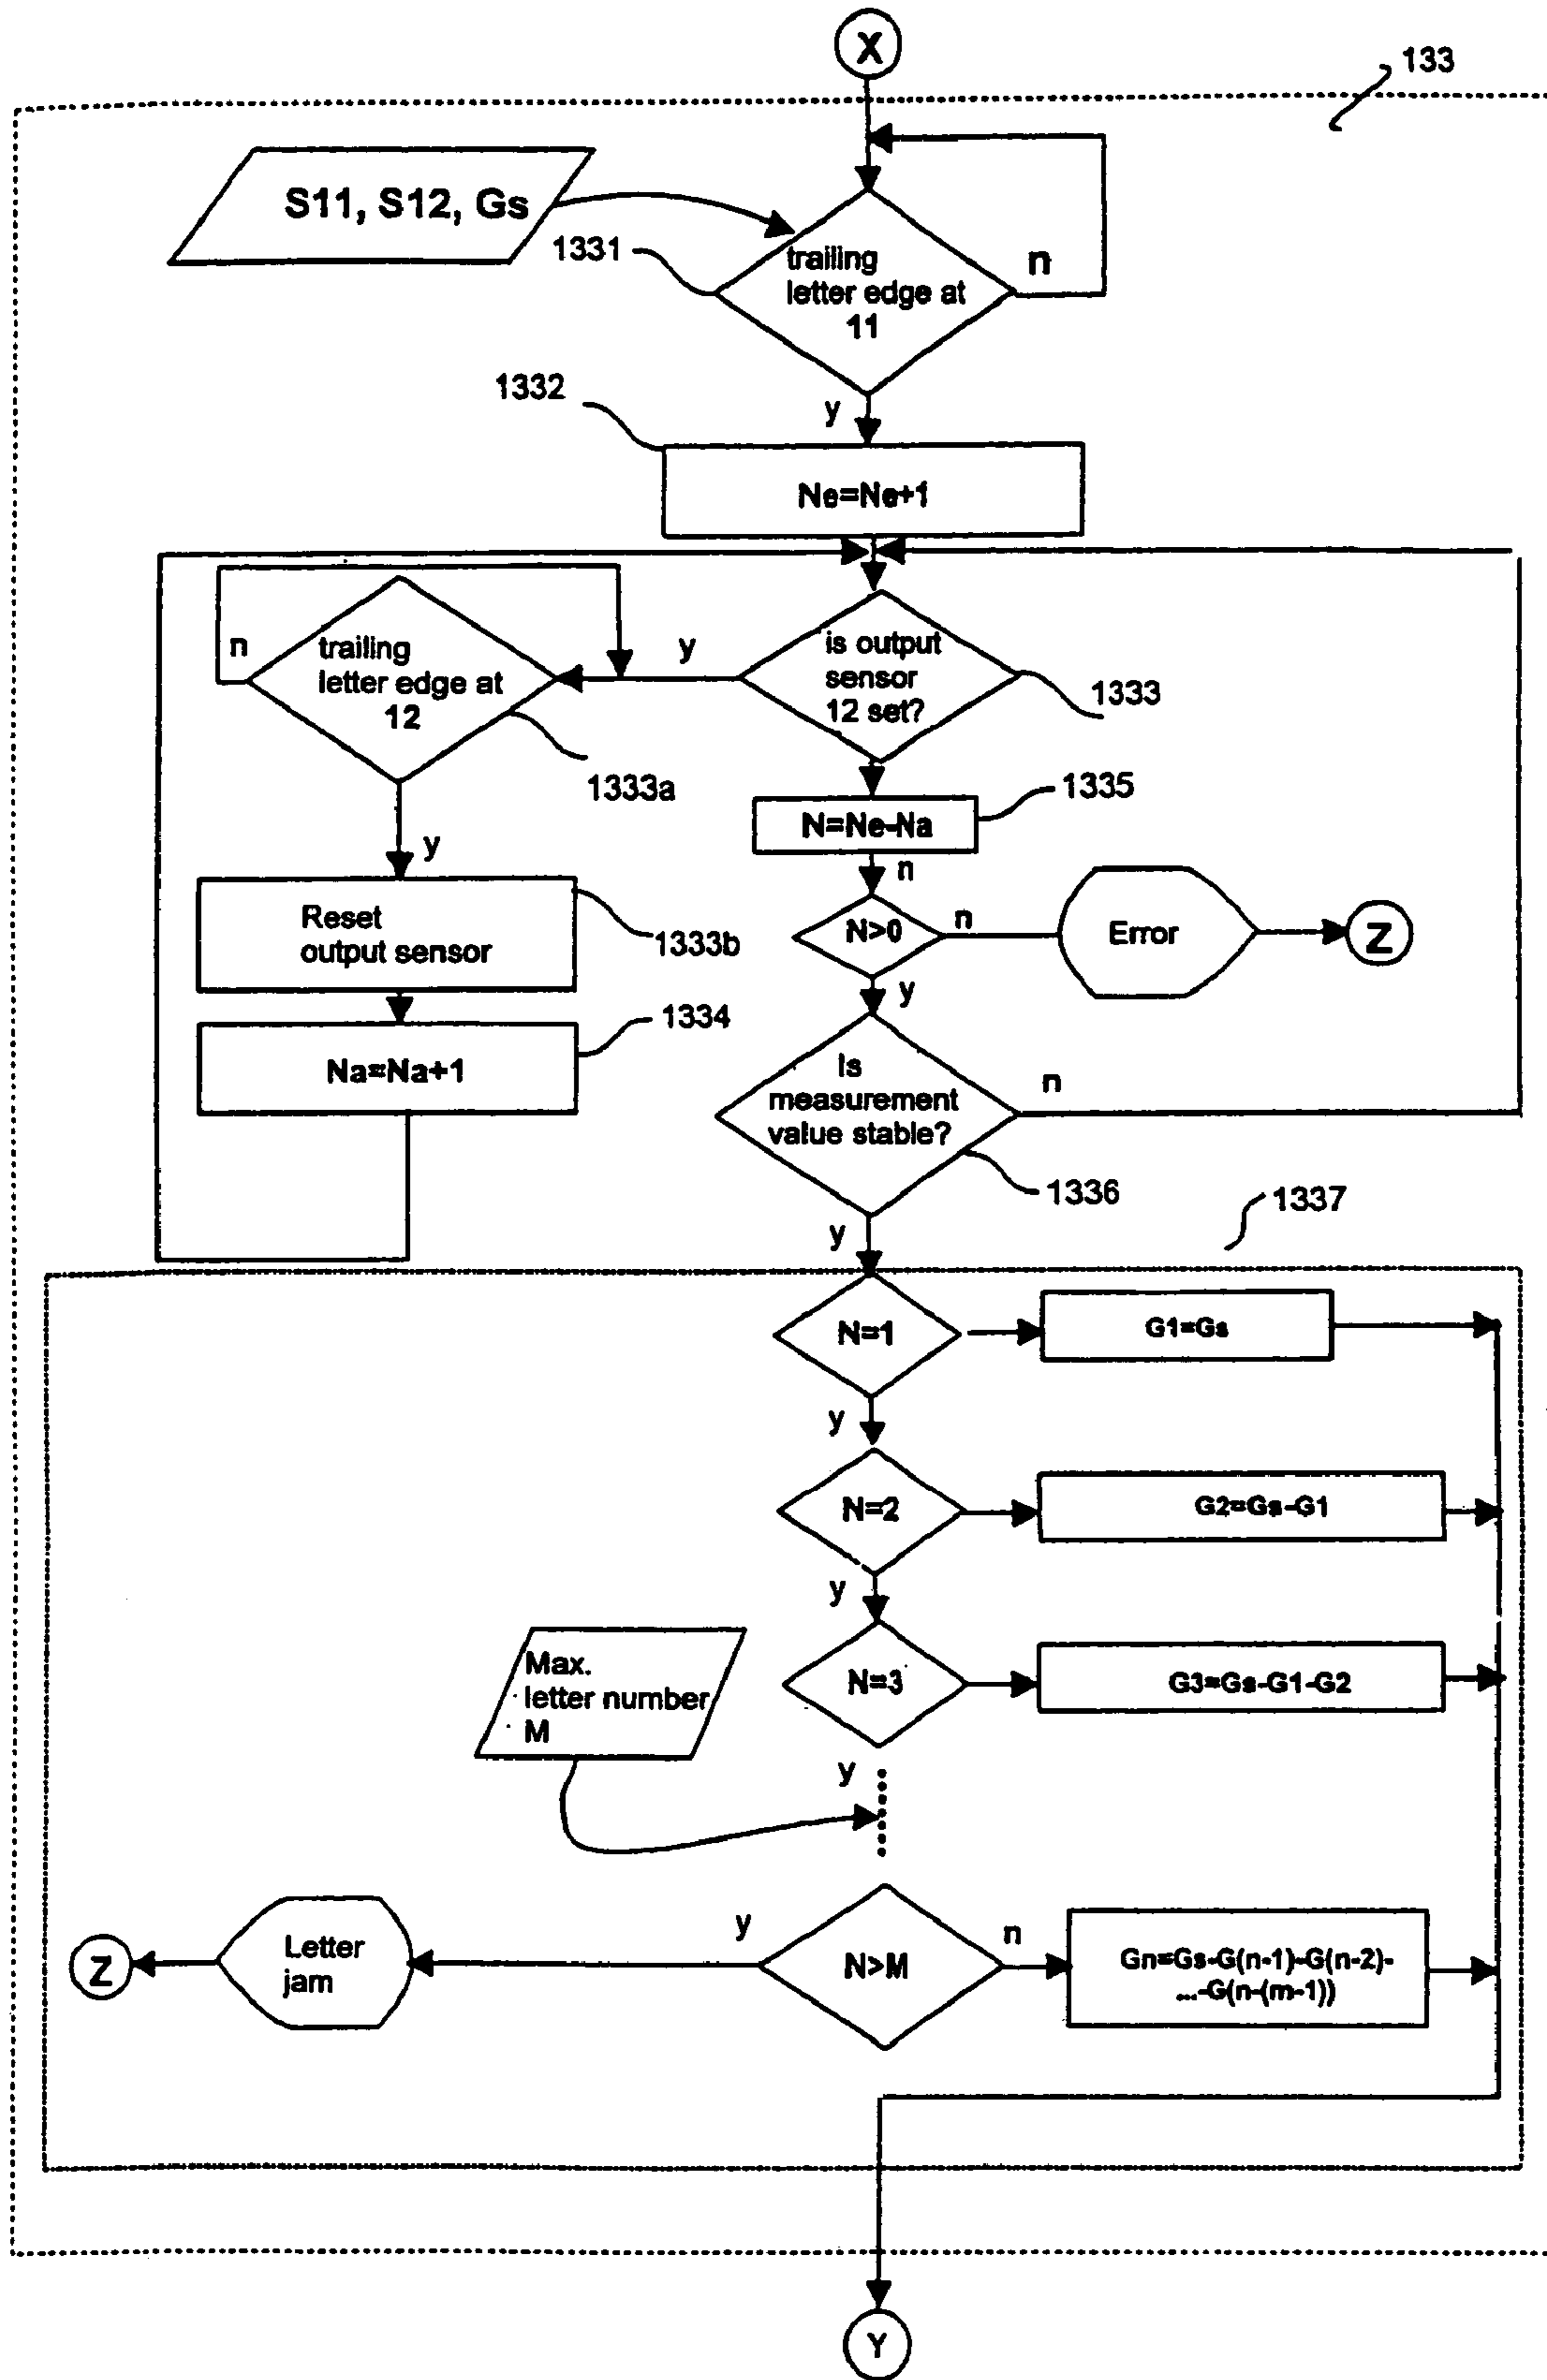 X
133
S11, S12, Gs
1331
trailing
letter edge at
11
n
1332
y
Ne=Ne+1
n
trailing
letter edge at
12
y
is output
sensor
12 set?
1333
1333a
1335
N=Ne-Na
y
n
Reset
output sensor
1333b
N>0
n
Error
Z
y
1334
Na=Na+1
Is
measurement
value stable?
n
1336
1337
y
N=1
G1=Gs
y
N=2
G2=Gs-G1
y
Max.
letter number
M
N=3
G3=Gs-G1-G2
y
Z
Letter
jam
y
N>M
n
Gn=Gs-G(n-1)-G(n-2)-
...-G(n-(m-1))
Y